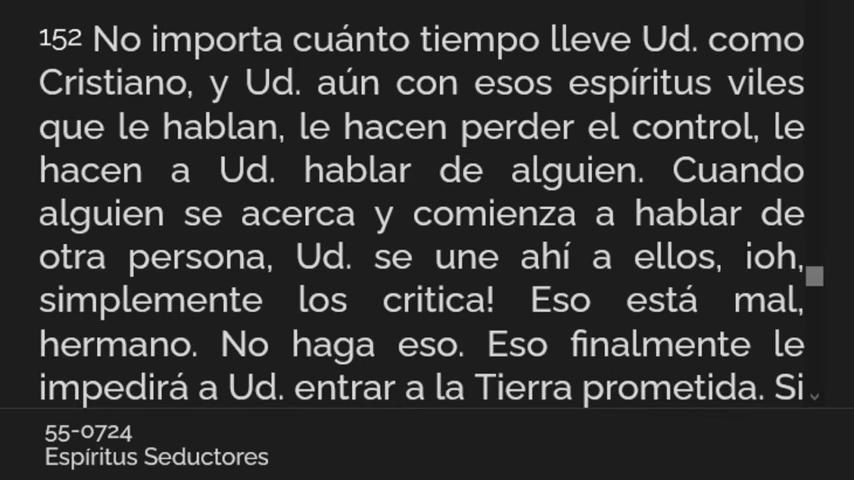 152 No importa cuánto tiempo lleve Ud. como
Cristiano, y Ud. aún con esos espíritus viles
que le hablan, le hacen perder el control, le
hacen a Ud. hablar de alguien. Cuando
alguien se acerca y comienza a hablar de
otra persona, Ud. se une ahí a ellos, ¡oh,
simplemente los critica! Eso está mal,
hermano. No haga eso. Eso finalmente le
impedirá a Ud. entrar a la Tierra prometida. Si
55-0724
Espíritus Seductores